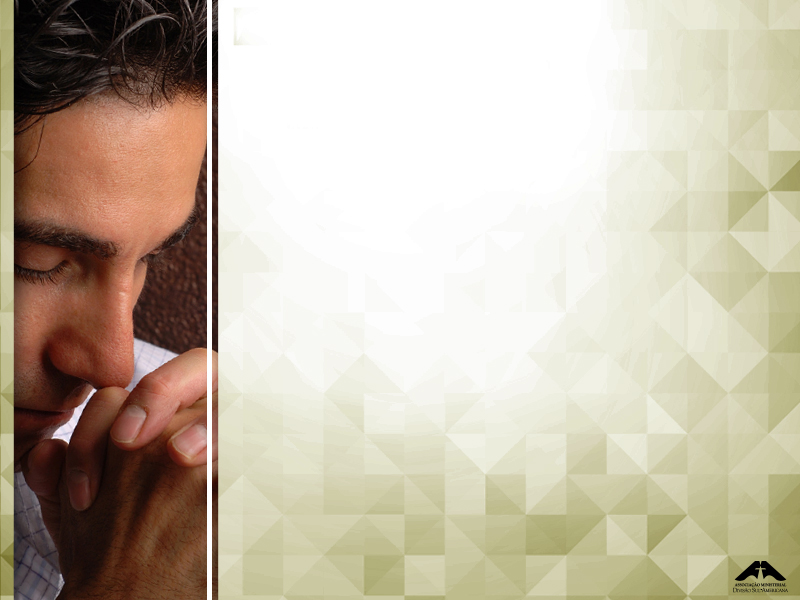 ASSOCIAÇÃO MINISTERIAL
DIVISÃO SUL-AMERICANA